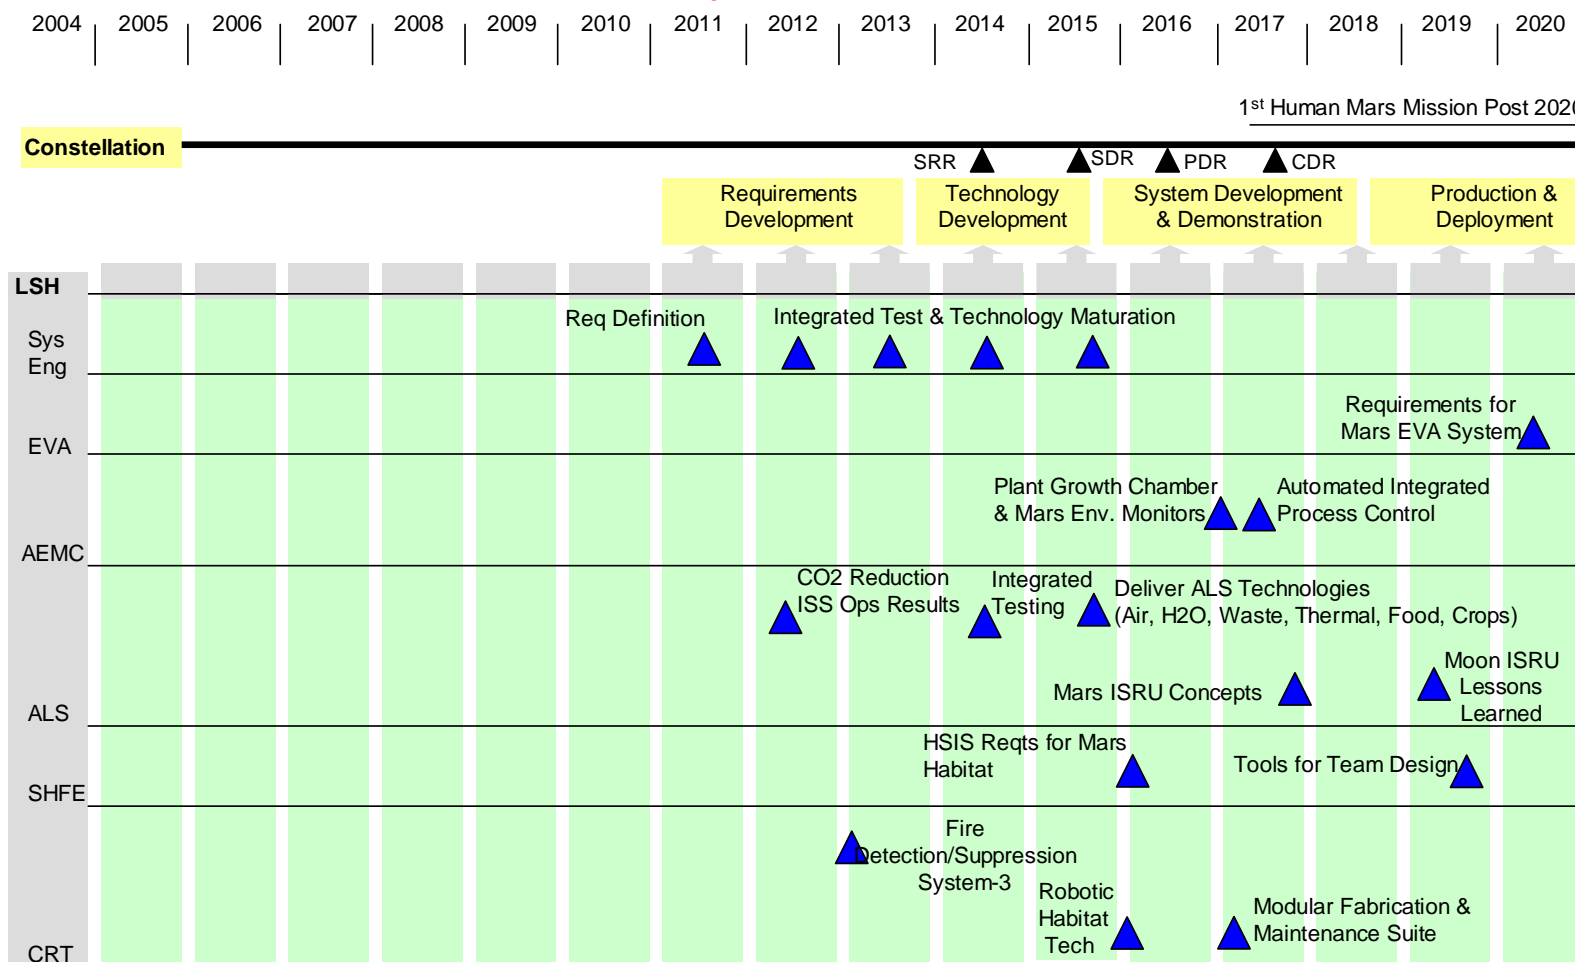 2004 2005 2006 2007 2008 2009 2010 2011 2012 2013 2014 2015 2016 2017 2018 2019 2020
1st Human Mars Mission Post 2020
Constellation
SRR SDR PDR CDR
Requirements
Development
Technology
Development
System Development
& Demonstration
Production &
Deployment
LSH
Sys
Eng
Req Definition
Integrated Test & Technology Maturation
EVA
Requirements for
Mars EVA System
AEMC
Plant Growth Chamber
& Mars Env. Monitors
Automated Integrated
Process Control
ALS
CO2 Reduction
ISS Ops Results
Integrated
Testing
Deliver ALS Technologies
(Air, H2O, Waste, Thermal, Food, Crops)
Mars ISRU Concepts
Moon ISRU
Lessons
Learned
SHFE
HSIS Reqts for Mars
Habitat
Tools for Team Design
CRT
Fire
Detection/Suppression
System-3
Robotic
Habitat
Tech
Modular Fabrication &
Maintenance Suite